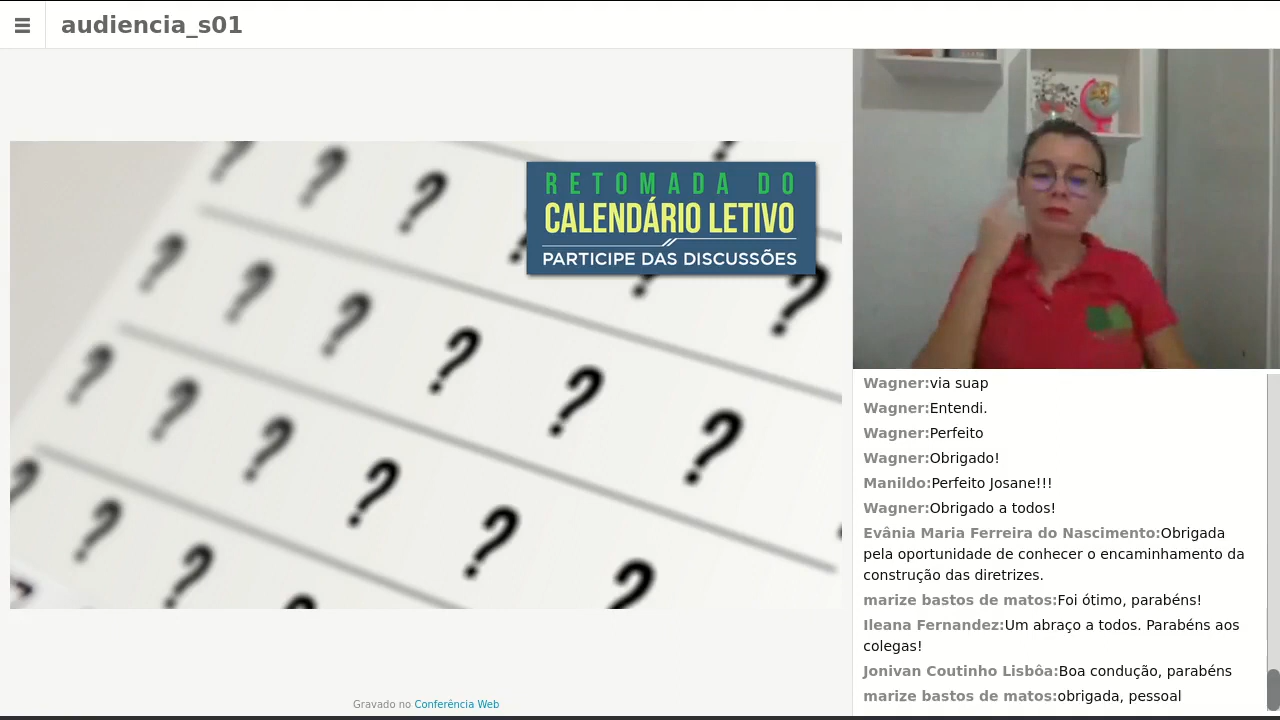 audiencia_s01
RETOMADA DO
CALENDÁRIO LETIVO
PARTICIPE DAS DISCUSSÕES
? ? ? ? ?
? ? ? ? ?
? ? ? ? ? ?
? ? ? ? ? ?
? ? ? ?
Wagner:via suap
Wagner:Entendi.
Wagner:Perfeito
Wagner:Obrigado!
Manildo:Perfeito Josane!!!
Wagner:Obrigado a todos!
Evânia Maria Ferreira do Nascimento:Obrigada
pela oportunidade de conhecer o encaminhamento da
construção das diretrizes.
marize bastos de matos:Foi ótimo, parabéns!
Ileana Fernandez:Um abraço a todos. Parabéns aos
colegas!
Jonivan Coutinho Lisbôa:Boa condução, parabéns
marize bastos de matos:obrigada, pessoal
Gravado no Conferência Web